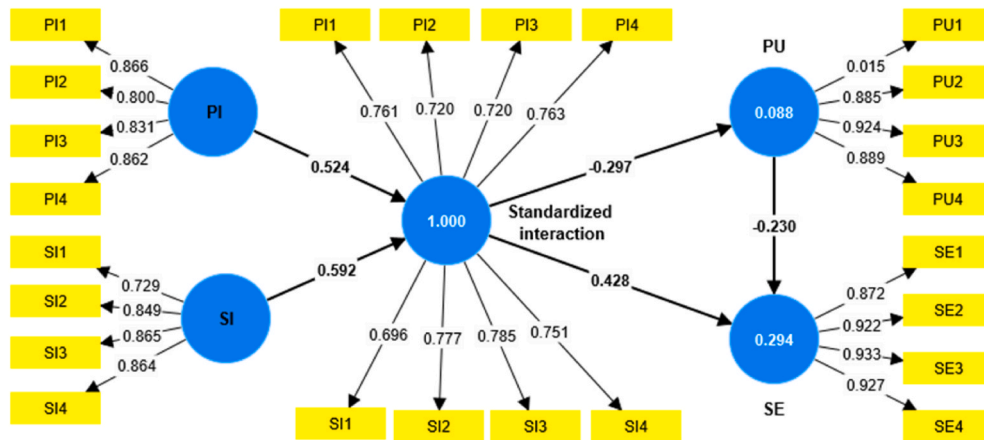 PI1 PI1 PI2 PI3 PI4 PU1
PU
0.866 0.015
PI2 PU2
0.800 0.761 0.720 0.720 0.763 0.885
PI 0.088
0.831 0.924
PI3 PU3
0.862 0.889
PI4 0.524 -0.297 PU4
1.000 Standardized
interaction -0.230
SI1 SE1
0.729 0.592 0.428 0.872
SI2 SE2
0.849 0.922
SI 0.294
0.865 0.933
SI3 0.696 0.777 0.785 0.751 SE3
0.864 0.927
SI4 SI1 SI2 SI3 SI4 SE SE4